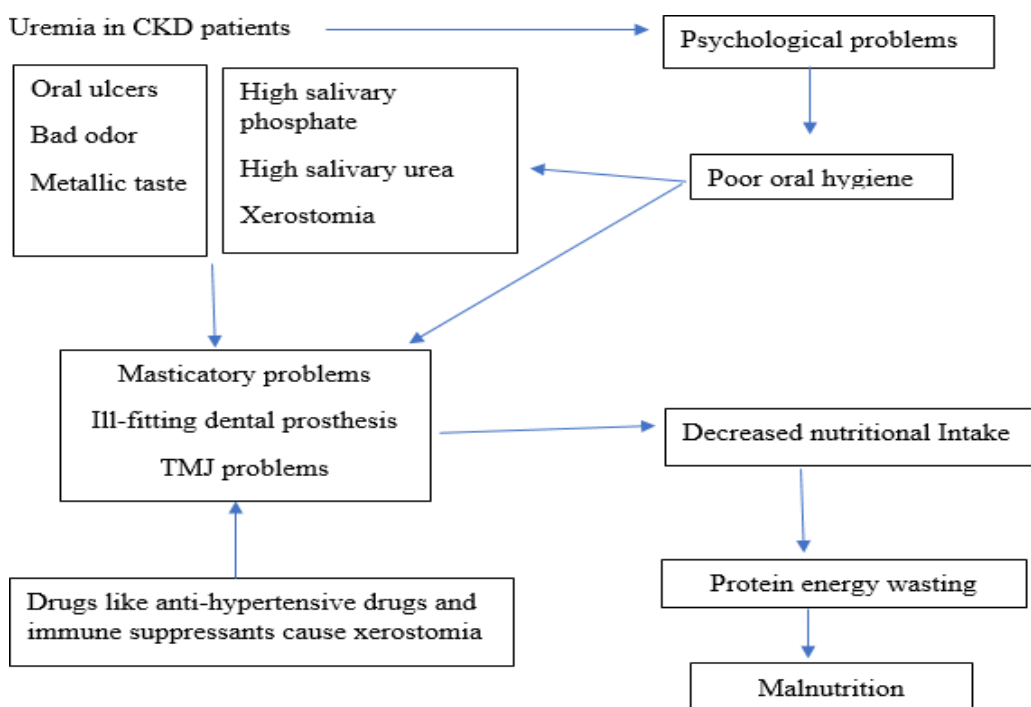 Uremia in CKD patients
Psychological problems
Oral ulcers
Bad odor
Metallic taste
High salivary
phosphate
High salivary urea
Xerostomia
Poor oral hygiene
Masticatory problems
Ill-fitting dental prosthesis
TMJ problems
Decreased nutritional Intake
Drugs like anti-hypertensive drugs and
immune suppressants cause xerostomia
Protein energy wasting
Malnutrition